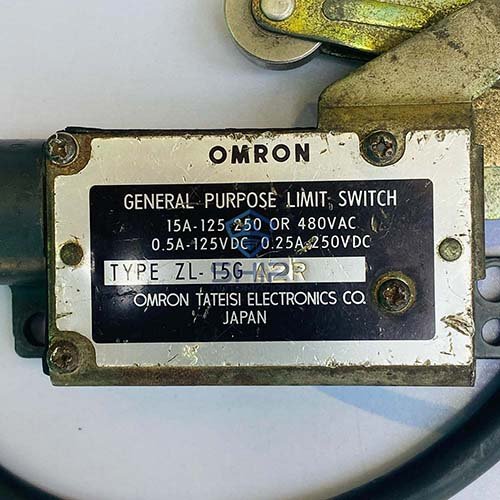 OMRON
GENERAL PURPOSE LIMIT SWITCH
15A-125 250 OR 480VAC
0.5A-125VDC 0.25A-250VDC
TYPE ZL-15G
OMRON TATEISI ELECTRONICS CO.
JAPAN